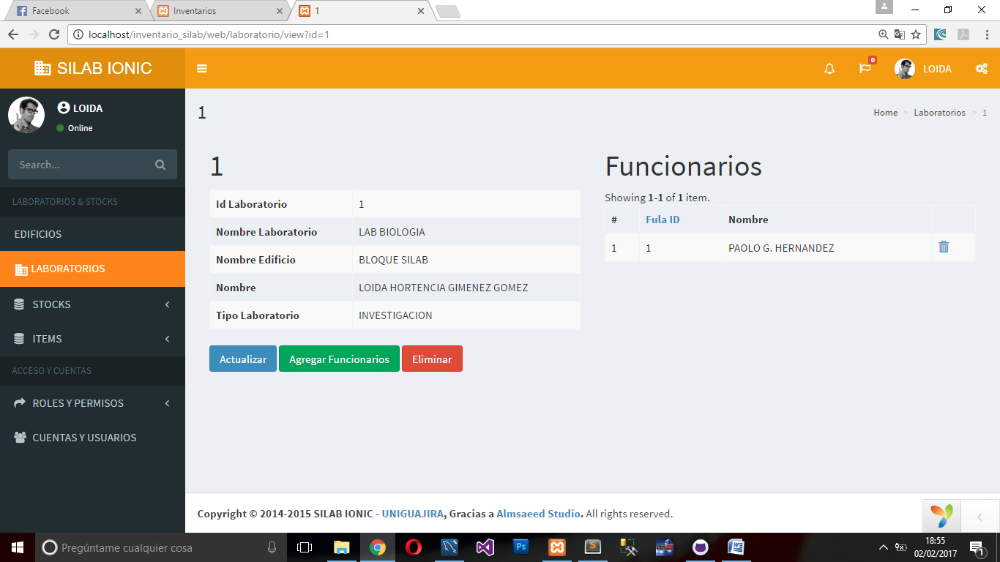 Facebook
Inventarios
1
localhost/inventario_silab/web/laboratorio/view?id=1
SILAB IONIC
0
LOIDA
LOIDA
Online
Search...
LABORATORIOS & STOCKS
EDIFICIOS
LABORATORIOS
STOCKS
ITEMS
ACCESO Y CUENTAS
ROLES Y PERMISOS
CUENTAS Y USUARIOS
1
Home > Laboratorios > 1
1
Id Laboratorio 1
Nombre Laboratorio LAB BIOLOGIA
Nombre Edificio BLOQUE SILAB
Nombre LOIDA HORTENCIA GIMENEZ GOMEZ
Tipo Laboratorio INVESTIGACION
Actualizar Agregar Funcionarios Eliminar
Funcionarios
Showing 1-1 of 1 item.
# Fula ID Nombre
1 1 PAOLO G. HERNANDEZ
Copyright © 2014-2015 SILAB IONIC - UNIGUAJIRA, Gracias a Almsaeed Studio. All rights reserved.
Pregúntame cualquier cosa
Ps
S
W
18:55
02/02/2017
1